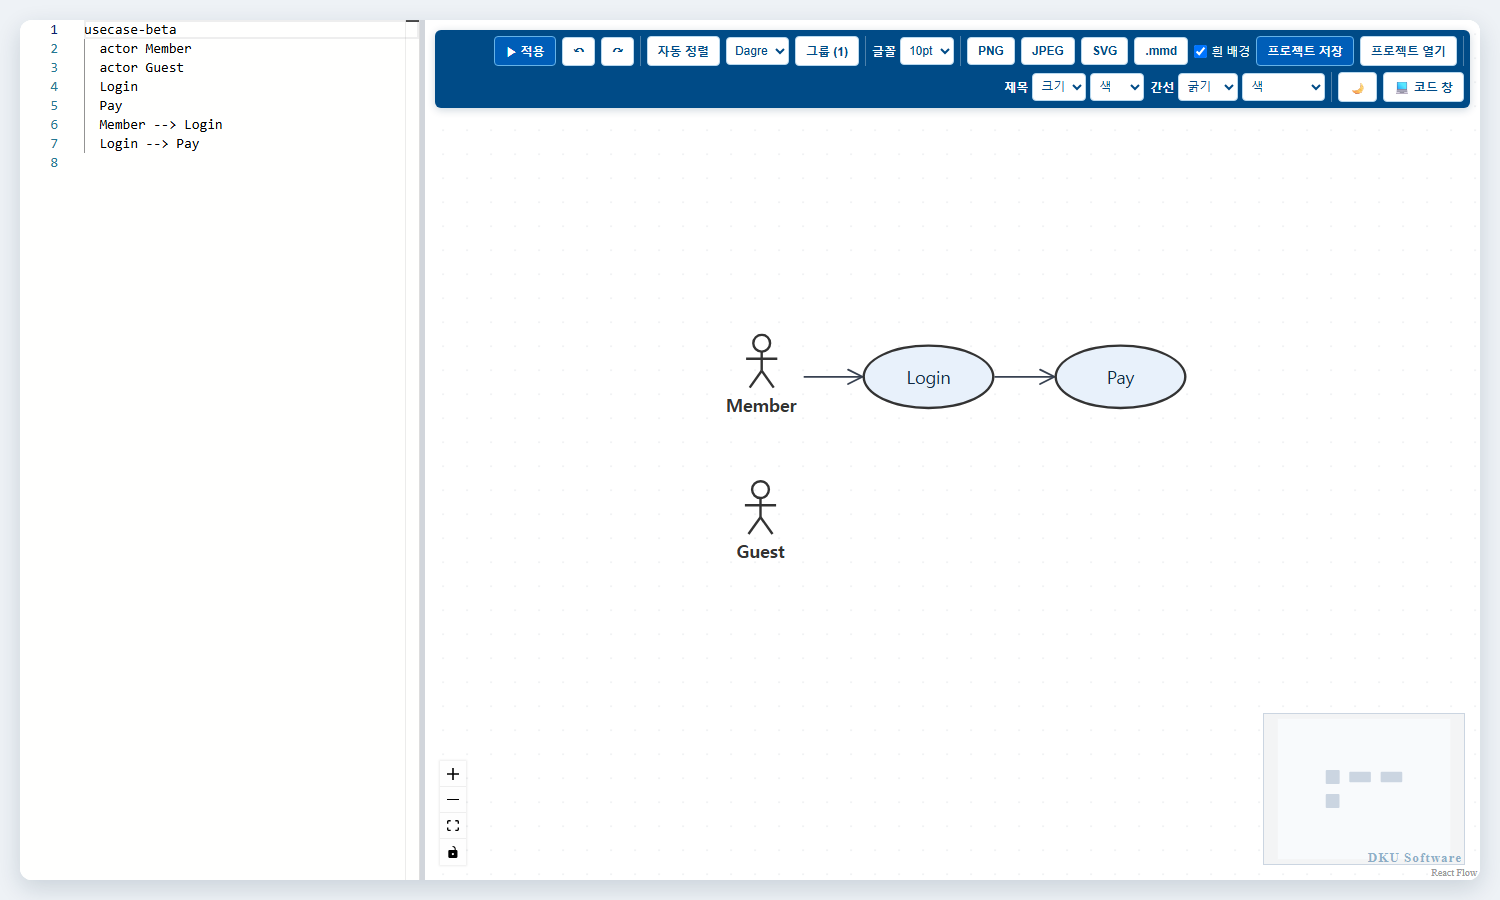 1 usecase-beta
2 actor Member
3 actor Guest
4 Login
5 Pay
6 Member --> Login
7 Login --> Pay
8
▶ 적용 자동 정렬 Dagre 그룹 (1) 글꼴 10pt PNG JPEG SVG .mmd 흰 배경 프로젝트 저장 프로젝트 열기
제목 크기 색 간선 굵기 색 코드 창
Member
Login
Pay
Guest
DKU Software
React Flow